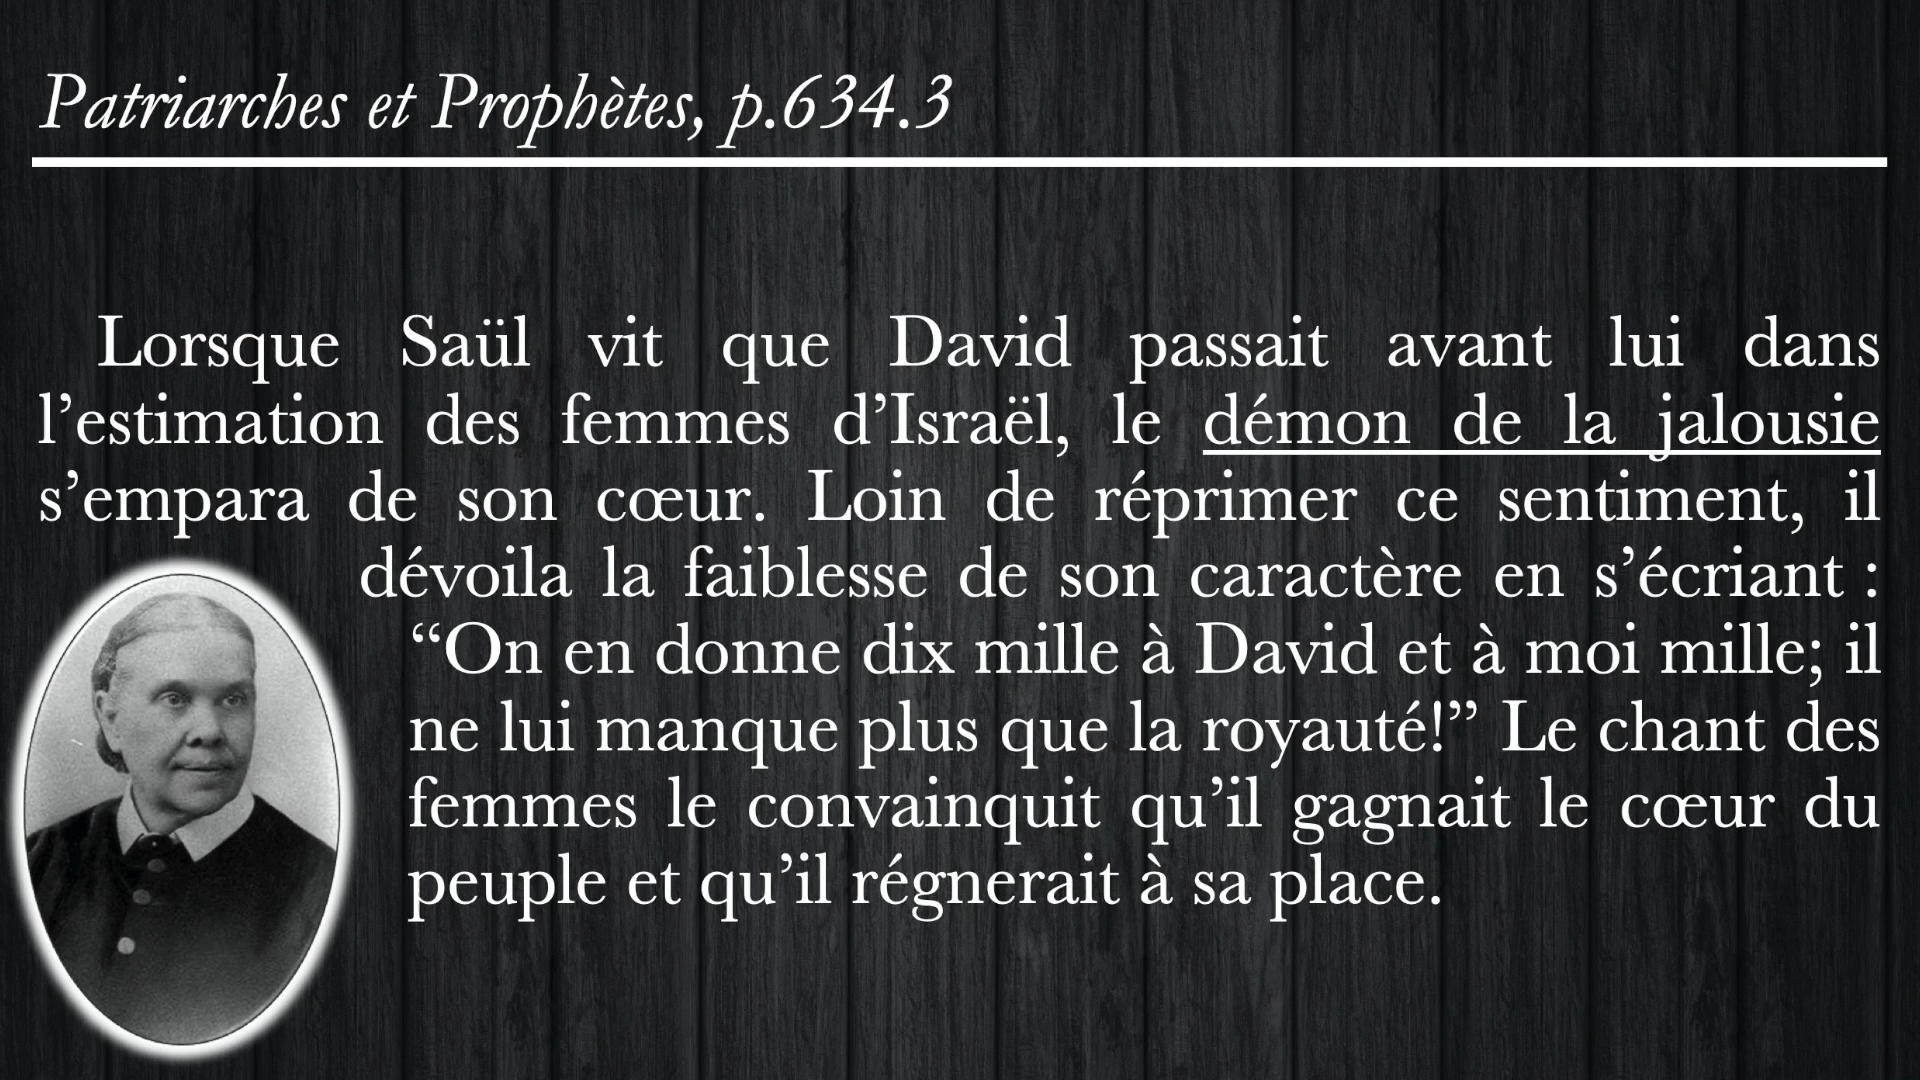 Patriarches et Prophètes, p.634.3
Lorsque Saül vit que David passait avant lui dans
l’estimation des femmes d’Israël, le démon de la jalousie
s’empara de son cœur. Loin de réprimer ce sentiment, il
dévoila la faiblesse de son caractère en s’écriant :
“On en donne dix mille à David et à moi mille; il
ne lui manque plus que la royauté!” Le chant des
femmes le convainquit qu’il gagnait le cœur du
peuple et qu’il régnerait à sa place.